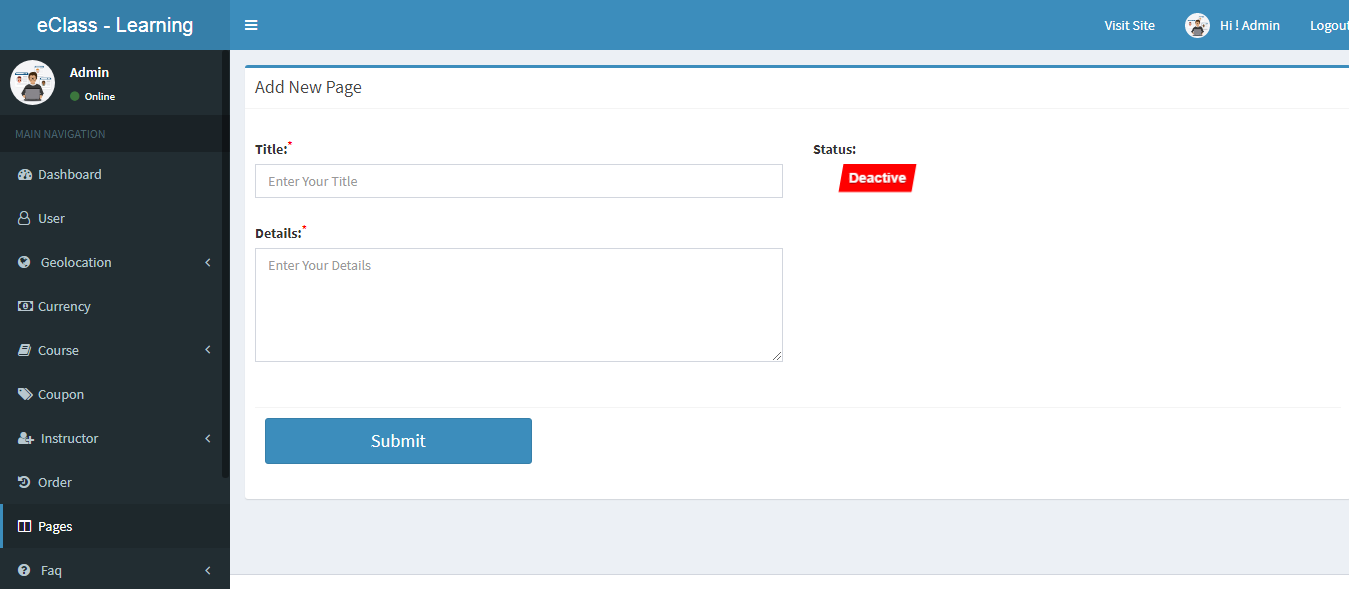 eClass - Learning
Visit Site
Hi ! Admin
Logout
Admin
Online
MAIN NAVIGATION
Dashboard
User
Geolocation
Currency
Course
Coupon
Instructor
Order
Pages
Faq
Add New Page
Title:*
Enter Your Title
Status:
Deactive
Details:*
Enter Your Details
Submit